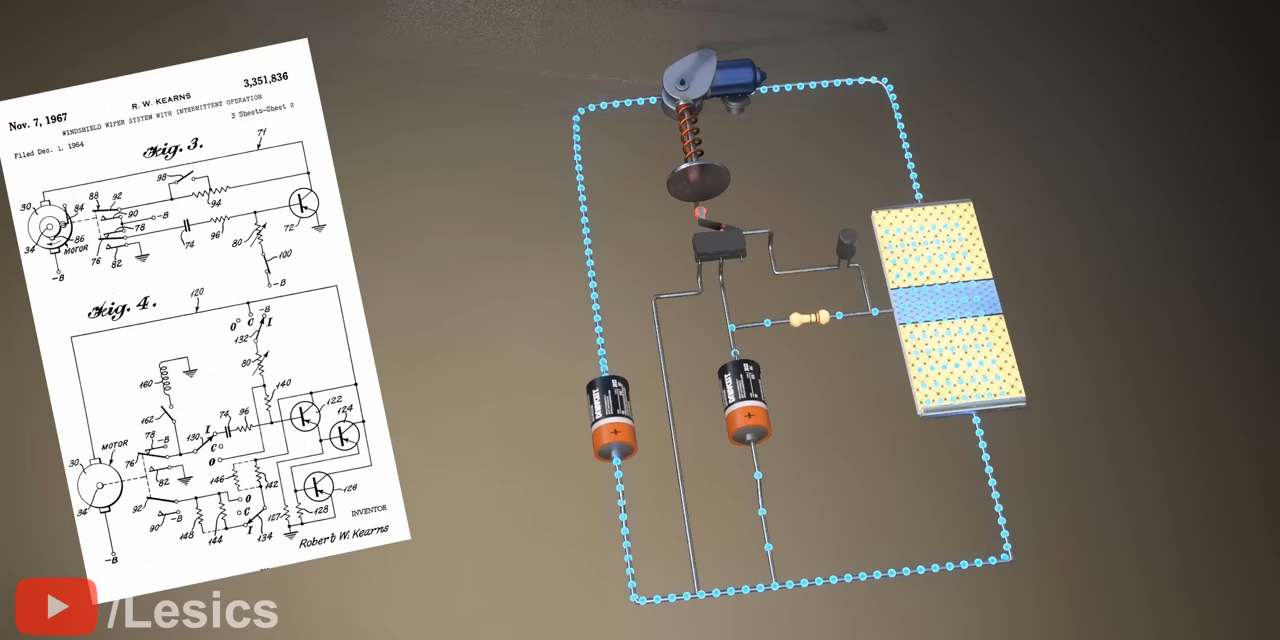 3,351,836
R. W. KEARNS
Nov. 7, 1967
WINDSHIELD WIPER SYSTEM WITH INTERMITTENT OPERATION
Filed Dec. 1, 1964
3 Sheets-Sheet 2
Fig. 3.
71
98
88
92
30
84
94
90
-B
78
72
86
MOTOR
34
74
96
80
76
82
100
-B
-B
Fig. 4.
120
O
C
-B
I
132
80
160
140
162
74
96
122
124
78
-B
130
I
C
O
MOTOR
76
30
82
146
142
126
34
92
O
C
90
-B
127
128
148
144
I
134
-B
INVENTOR
Robert W. Kearns
+
+
/Lesics